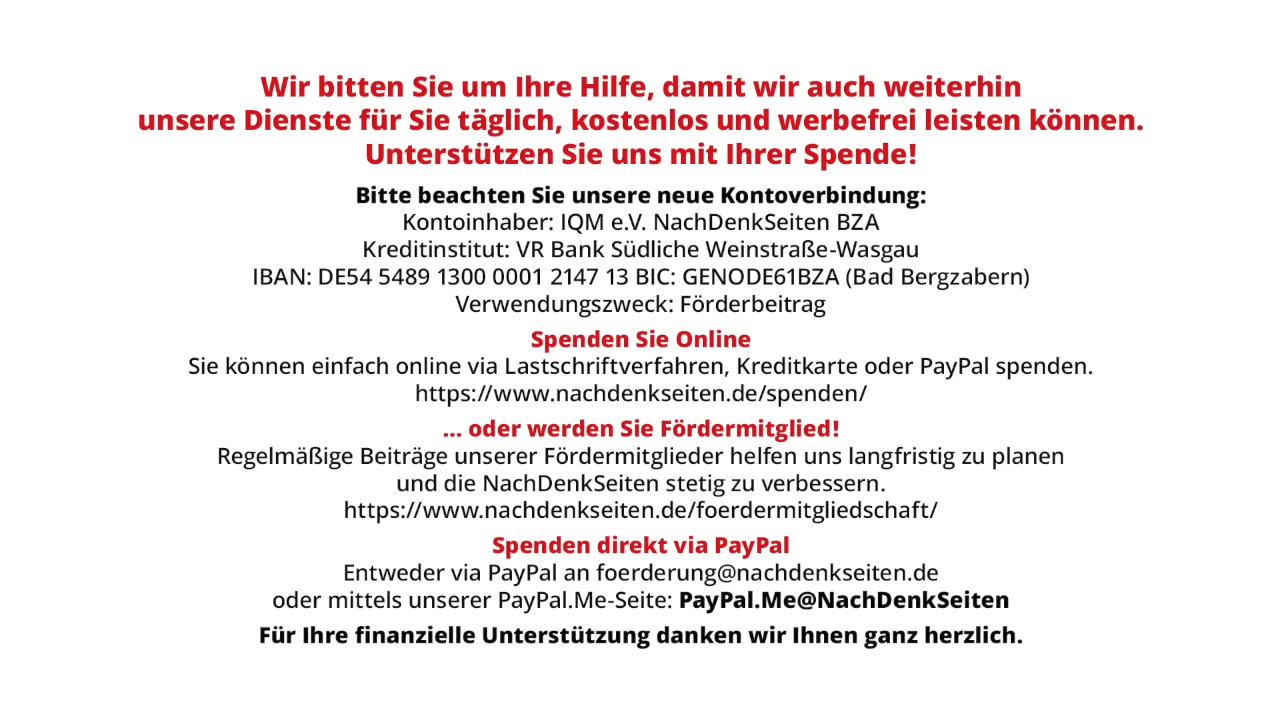 Wir bitten Sie um Ihre Hilfe, damit wir auch weiterhin
unsere Dienste für Sie täglich, kostenlos und werbefrei leisten können.
Unterstützen Sie uns mit Ihrer Spende!
Bitte beachten Sie unsere neue Kontoverbindung:
Kontoinhaber: IQM e.V. NachDenkSeiten BZA
Kreditinstitut: VR Bank Südliche Weinstraße-Wasgau
IBAN: DE54 5489 1300 0001 2147 13 BIC: GENODE61BZA (Bad Bergzabern)
Verwendungszweck: Förderbeitrag
Spenden Sie Online
Sie können einfach online via Lastschriftverfahren, Kreditkarte oder PayPal spenden.
https://www.nachdenkseiten.de/spenden/
... oder werden Sie Fördermitglied!
Regelmäßige Beiträge unserer Fördermitglieder helfen uns langfristig zu planen
und die NachDenkSeiten stetig zu verbessern.
https://www.nachdenkseiten.de/foerdermitgliedschaft/
Spenden direkt via PayPal
Entweder via PayPal an foerderung@nachdenkseiten.de
oder mittels unserer PayPal.Me-Seite: PayPal.Me@NachDenkSeiten
Für Ihre finanzielle Unterstützung danken wir Ihnen ganz herzlich.